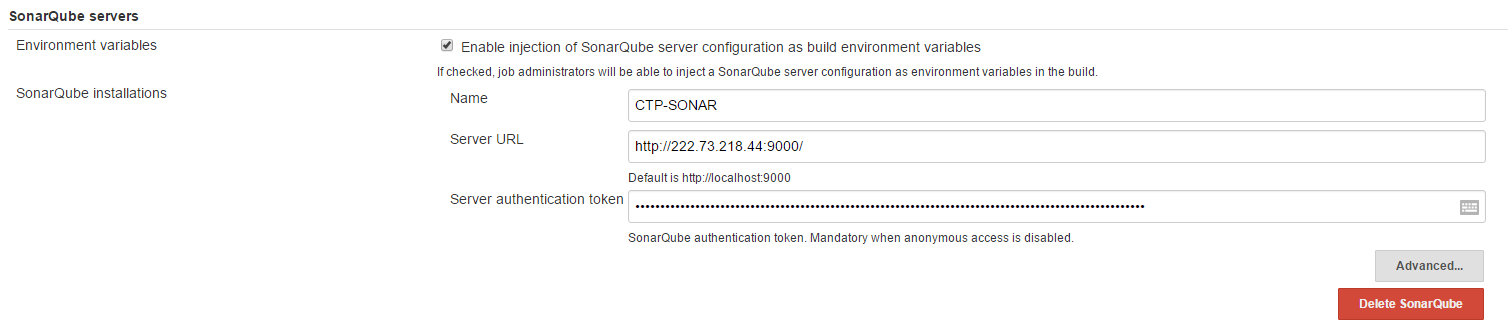 SonarQube servers
Environment variables
Enable injection of SonarQube server configuration as build environment variables
If checked, job administrators will be able to inject a SonarQube server configuration as environment variables in the build.
SonarQube installations
Name
CTP-SONAR
Server URL
http://222.73.218.44:9000/
Default is http://localhost:9000
Server authentication token
SonarQube authentication token. Mandatory when anonymous access is disabled.
Advanced...
Delete SonarQube